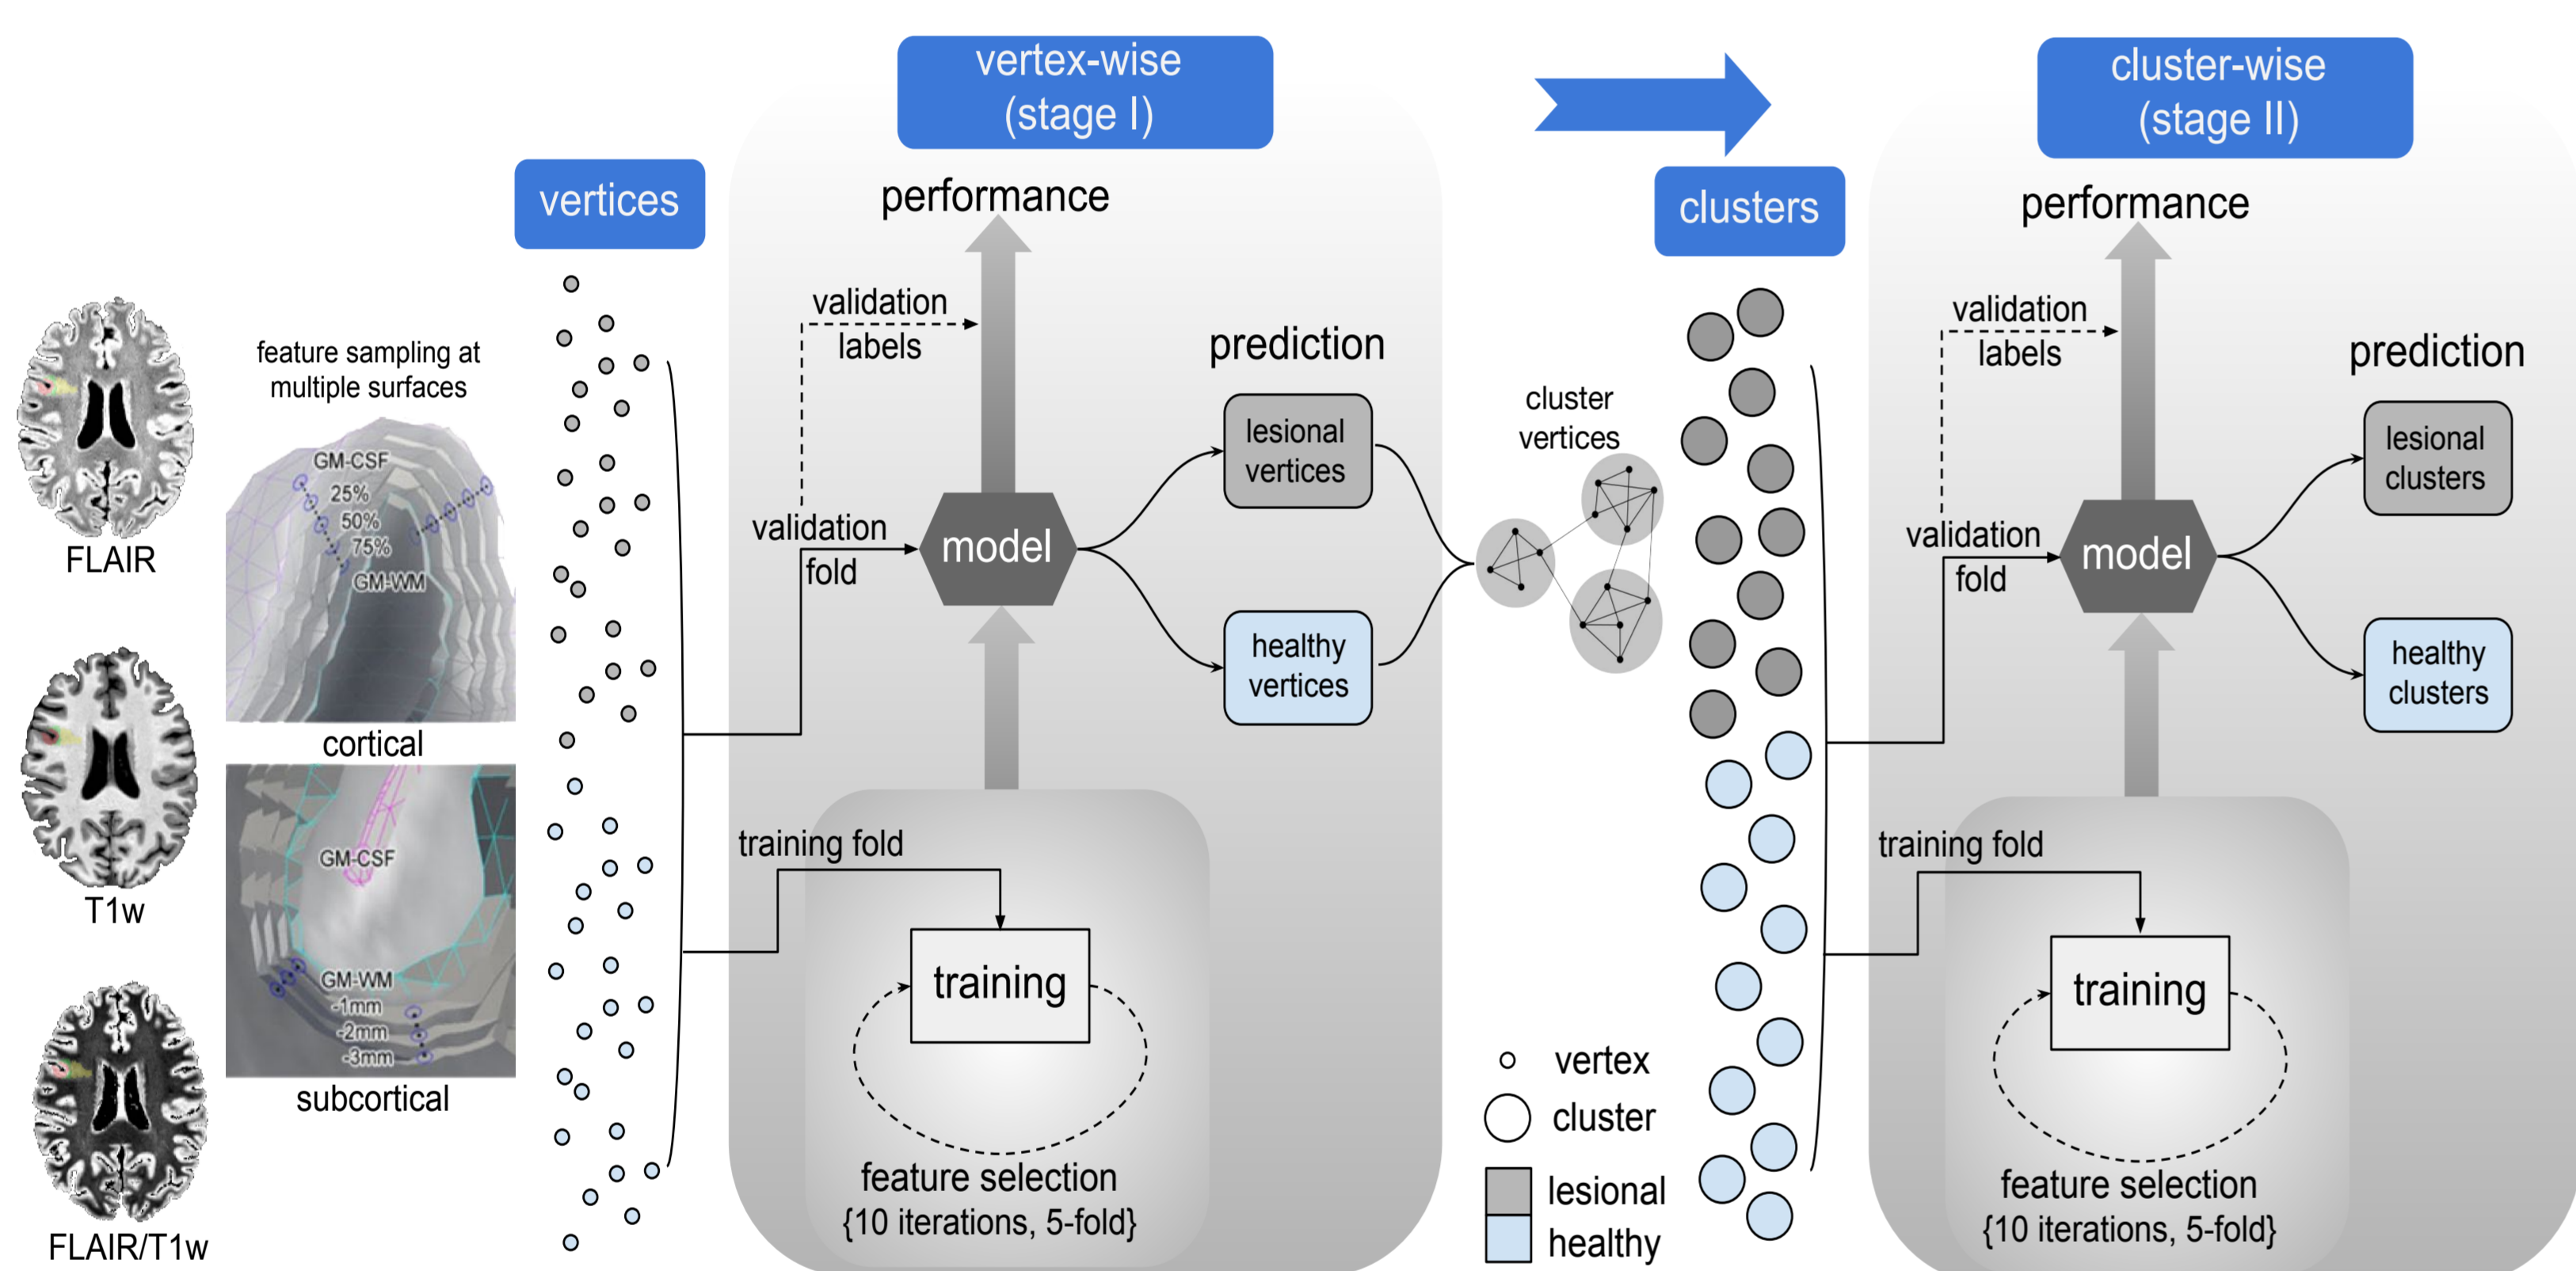 vertex-wise
(stage I)
cluster-wise
(stage II)
vertices
clusters
performance
performance
validation
labels
validation
labels
prediction
prediction
feature sampling at
multiple surfaces
GM-CSF
25%
50%
75%
GM-WM
cortical
FLAIR
T1w
FLAIR/T1w
GM-CSF
GM-WM
-1mm
-2mm
-3mm
subcortical
validation
fold
model
lesional
vertices
healthy
vertices
cluster
vertices
training fold
training
feature selection
{10 iterations, 5-fold}
vertex
cluster
lesional
healthy
validation
fold
model
lesional
clusters
healthy
clusters
training fold
training
feature selection
{10 iterations, 5-fold}